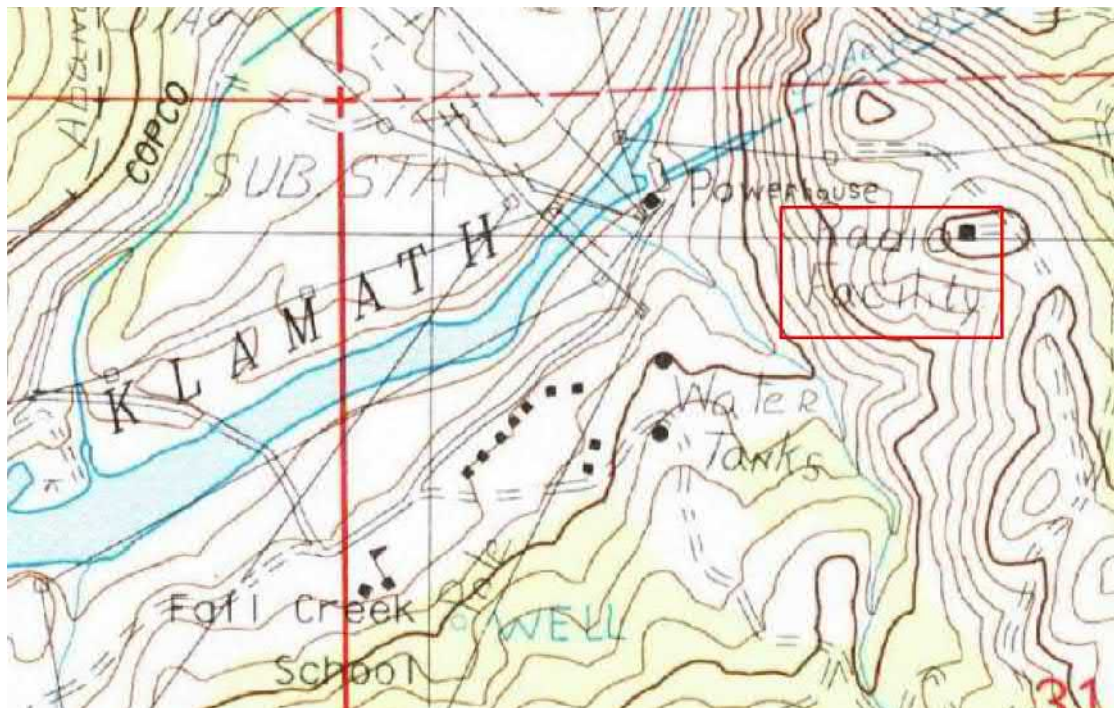 COPCO
SUB STA
KLAMATH
Powerhouse
Radio
Facility
Water
Tanks
Fall Creek
School
WELL
31